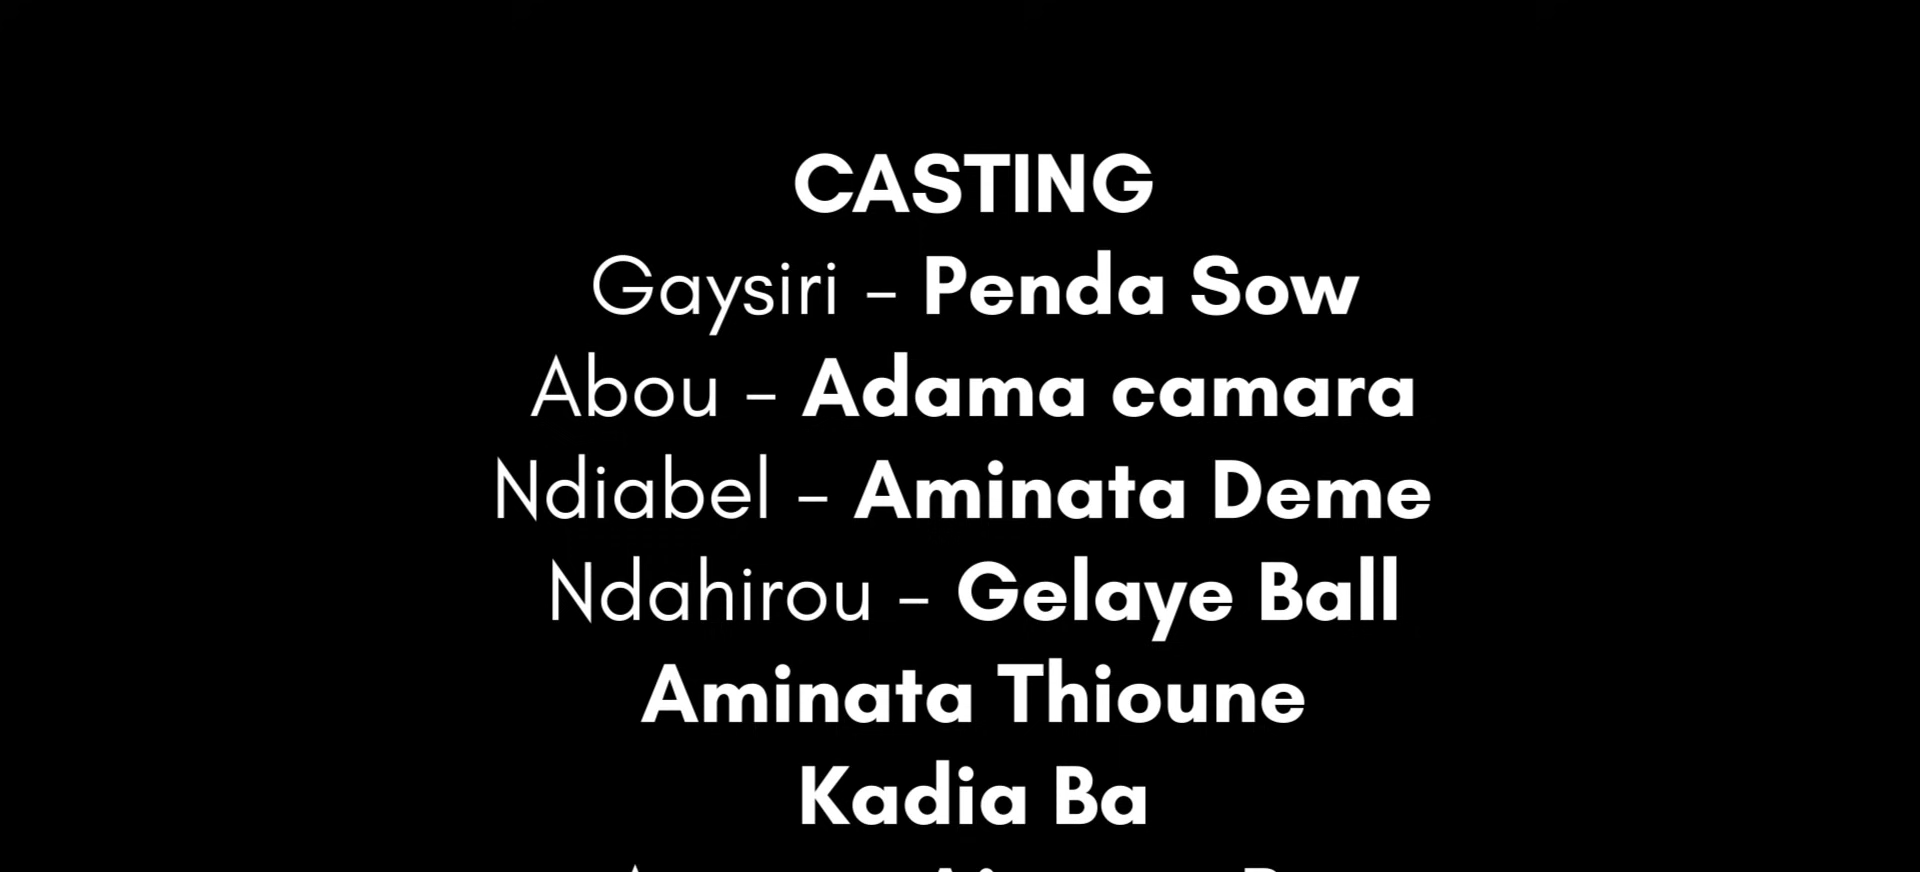 CASTING
Gaysiri – Penda Sow
Abou – Adama camara
Ndiabel – Aminata Deme
Ndahirou – Gelaye Ball
Aminata Thioune
Kadia Ba